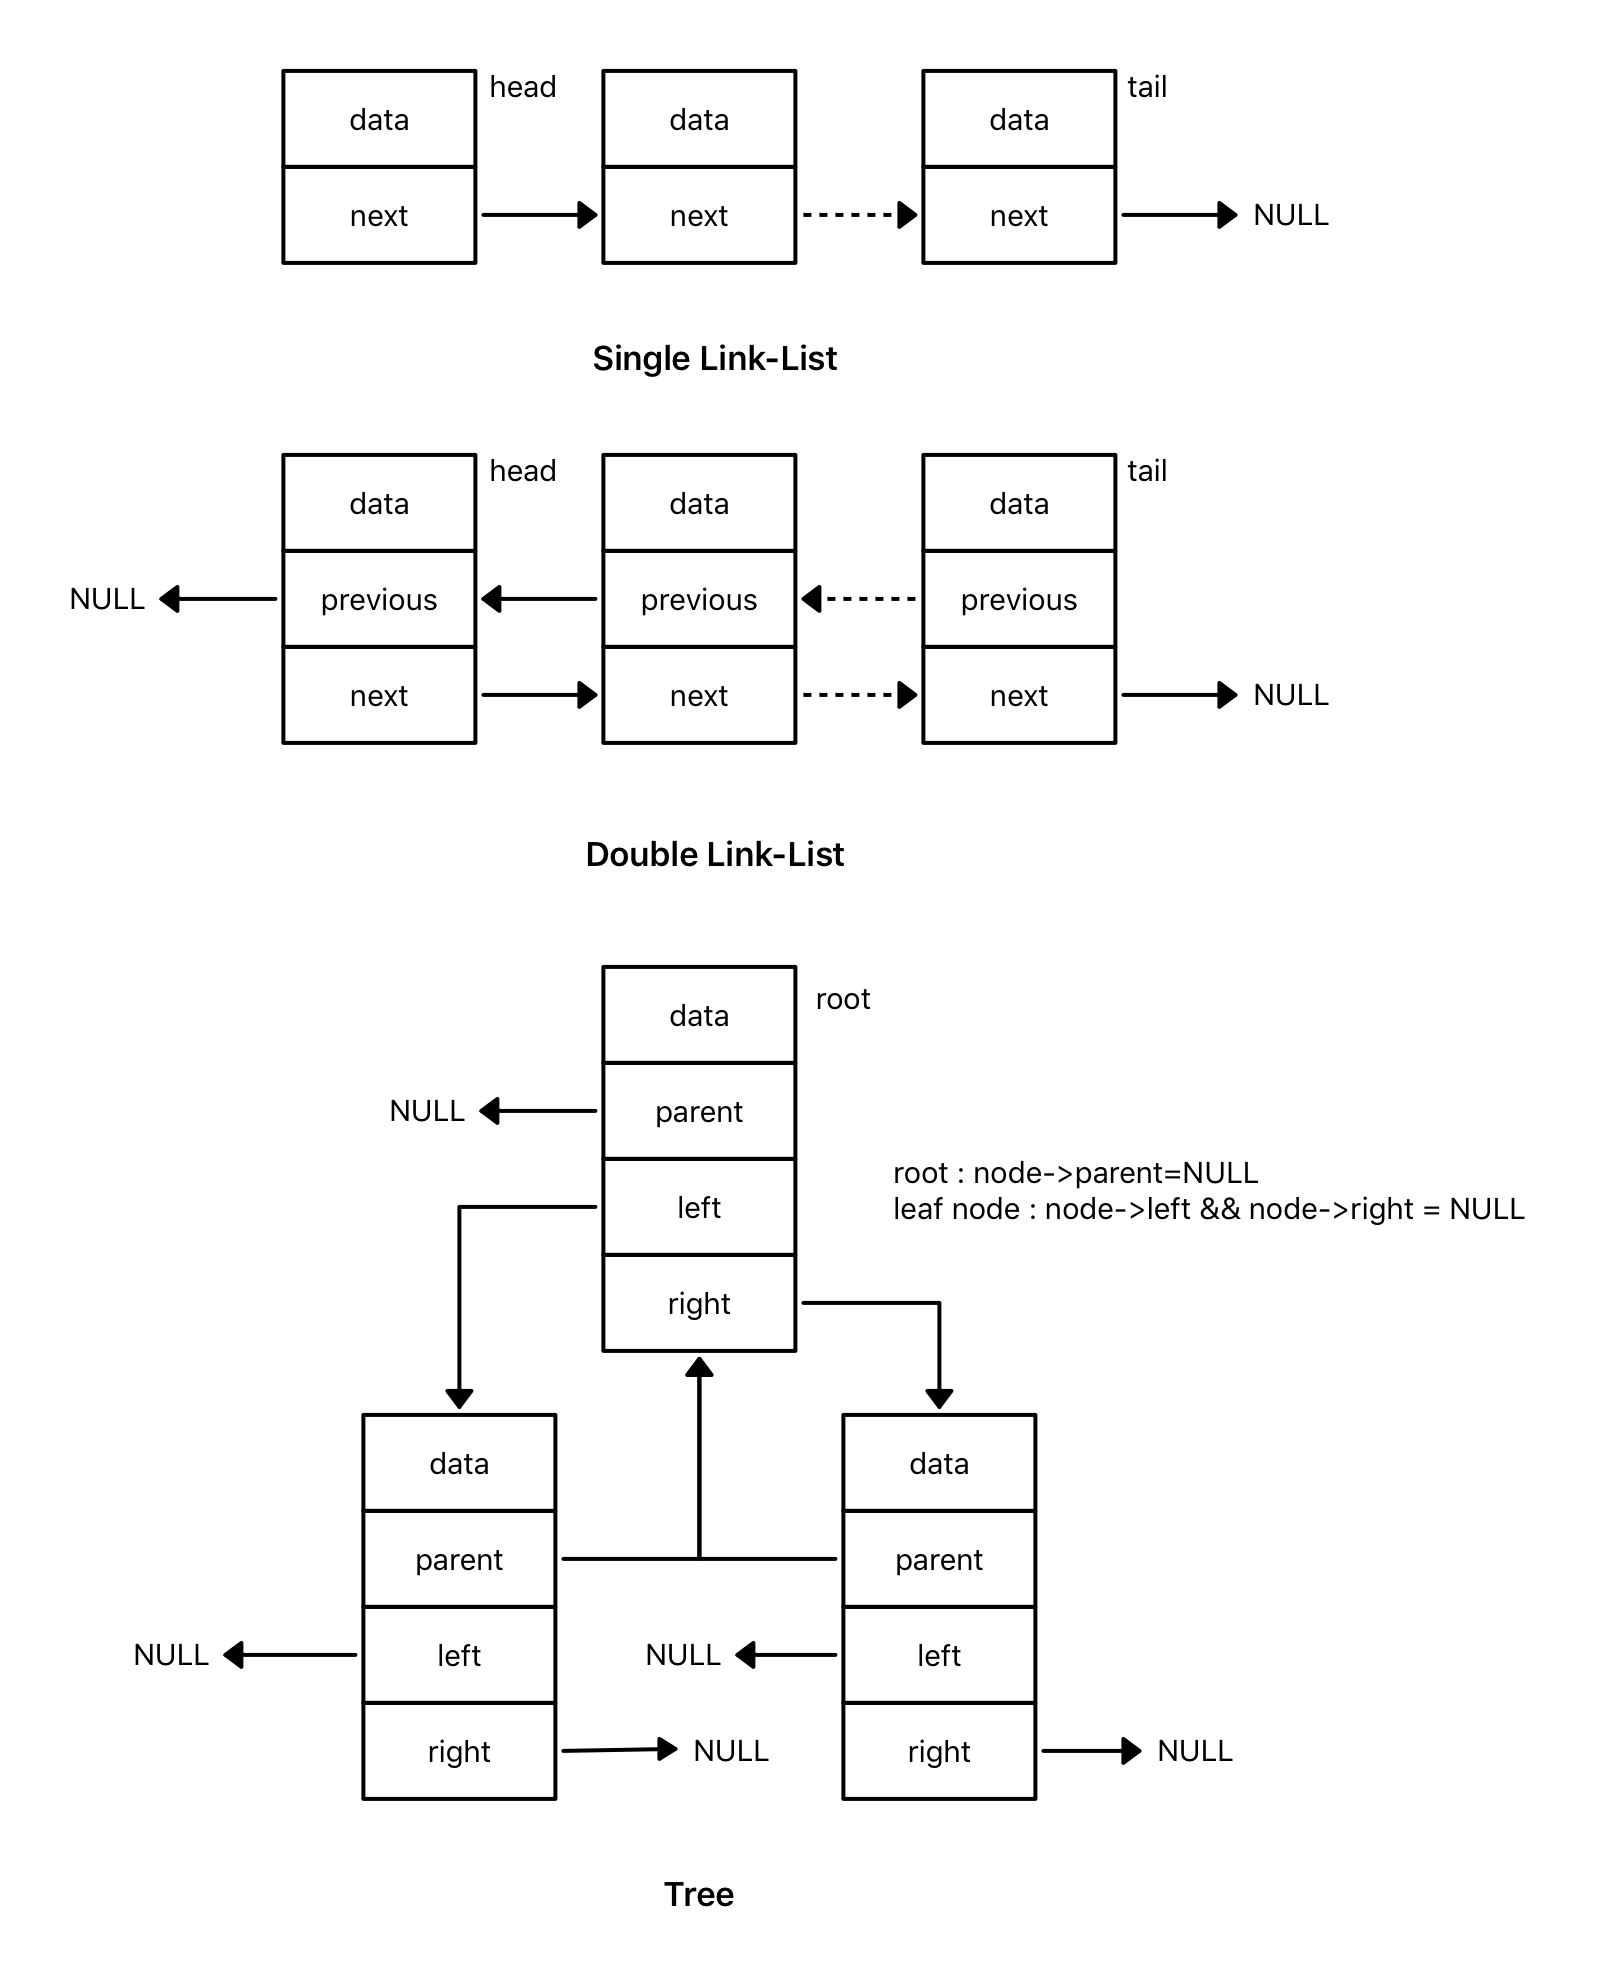 head
tail
data
data
data
next
next
next
NULL
Single Link-List
head
tail
data
data
data
NULL
previous
previous
previous
next
next
next
NULL
Double Link-List
data
root
NULL
parent
root : node->parent=NULL
left
leaf node : node->left && node->right = NULL
right
data
data
parent
parent
NULL
left
NULL
left
right
NULL
right
NULL
Tree